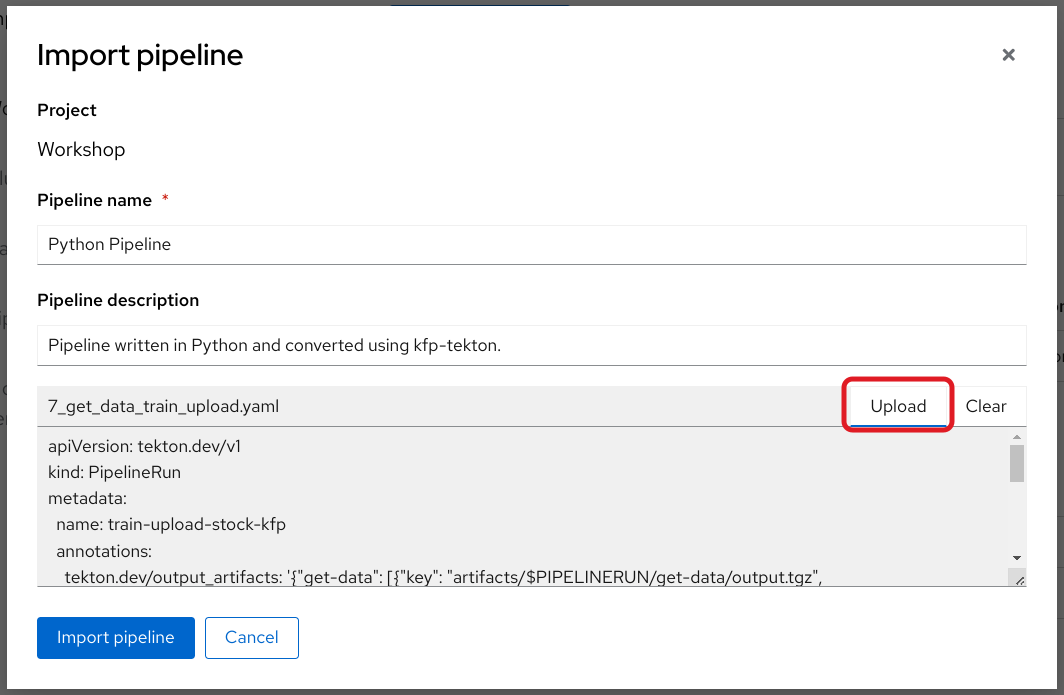 Import pipeline
Project
Workshop
Pipeline name *
Python Pipeline
Pipeline description
Pipeline written in Python and converted using kfp-tekton.
7_get_data_train_upload.yaml
Upload
Clear
apiVersion: tekton.dev/v1
kind: PipelineRun
metadata:
  name: train-upload-stock-kfp
  annotations:
    tekton.dev/output_artifacts: '{"get-data": [{"key": "artifacts/$PIPELINERUN/get-data/output.tgz",
Import pipeline
Cancel